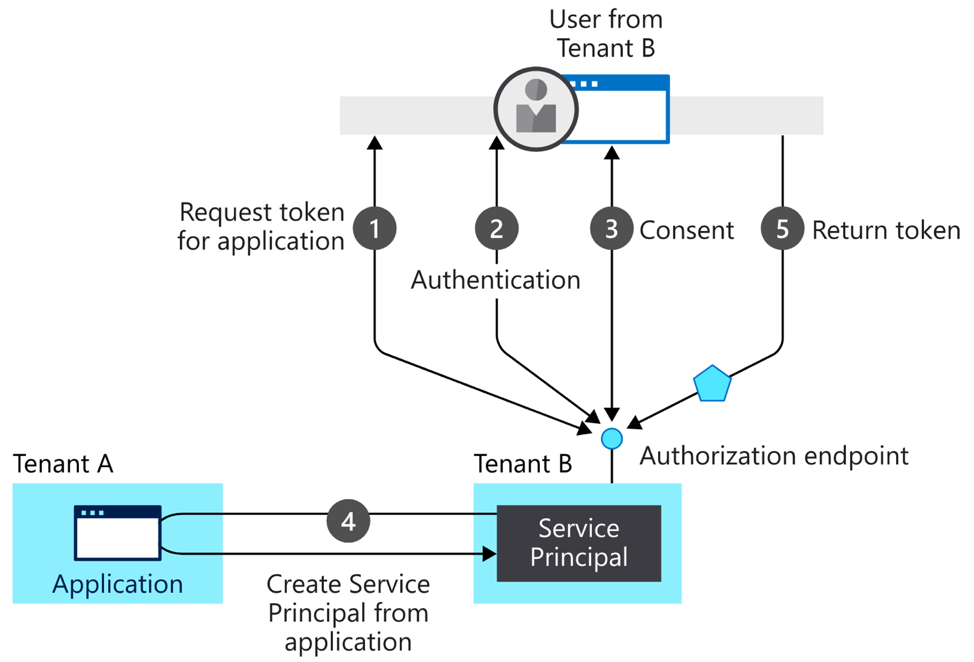 User from
Tenant B
Request token
for application
1
2
Authentication
3
Consent
5
Return token
Authorization endpoint
Tenant A
Application
4
Create Service
Principal from
application
Tenant B
Service
Principal